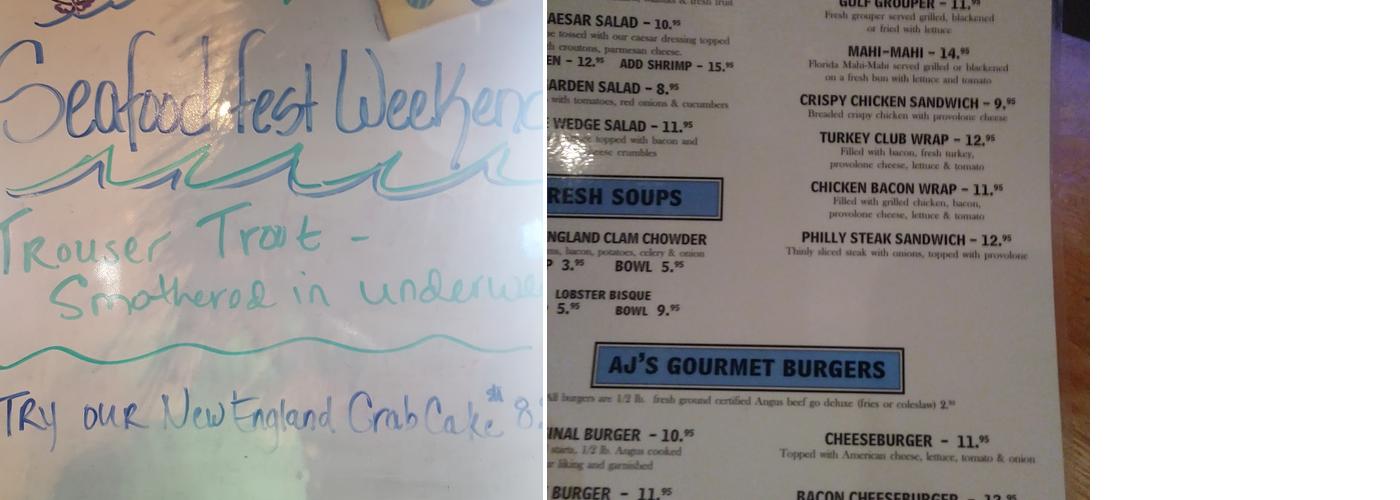 Seafood fest Weekend
Trouser Trout -
Smothered in
TRY OUR New England Crab Cake
CAESAR SALAD - 10.95
tossed with our caesar dressing topped
croutons, parmesan cheese.
12.95 ADD SHRIMP - 15.95
GARDEN SALAD - 8.95
with tomatoes, red onions & cucumbers
WEDGE SALAD - 11.95
topped with bacon and
cheese crumbles
FRESH SOUPS
ENGLAND CLAM CHOWDER
bacon, potatoes, celery & onion
3.95 BOWL 5.95
LOBSTER BISQUE
5.95 BOWL 9.95
GULF GROUPER - 11.95
Fresh grouper served grilled, blackened
or fried with lettuce
MAHI-MAHI - 14.95
Florida Mahi-Mahi served grilled or blackened
on a fresh bun with lettuce and tomato
CRISPY CHICKEN SANDWICH - 9.95
Breaded crispy chicken with provolone cheese
TURKEY CLUB WRAP - 12.95
Filled with bacon, fresh turkey,
provolone cheese, lettuce & tomato
CHICKEN BACON WRAP - 11.95
Filled with grilled chicken, bacon,
provolone cheese, lettuce & tomato
PHILLY STEAK SANDWICH - 12.95
Thinly sliced steak with onions, topped with provolone
AJ'S GOURMET BURGERS
All burgers are 1/2 lb. fresh ground certified Angus beef go deluxe (fries or coleslaw) 2.95
BURGER - 10.95
1/2 lb. Angus cooked
liking and garnished
BURGER - 11.95
CHEESEBURGER - 11.95
Topped with American cheese, lettuce, tomato & onion
BACON CHEESEBURGER - 12.95